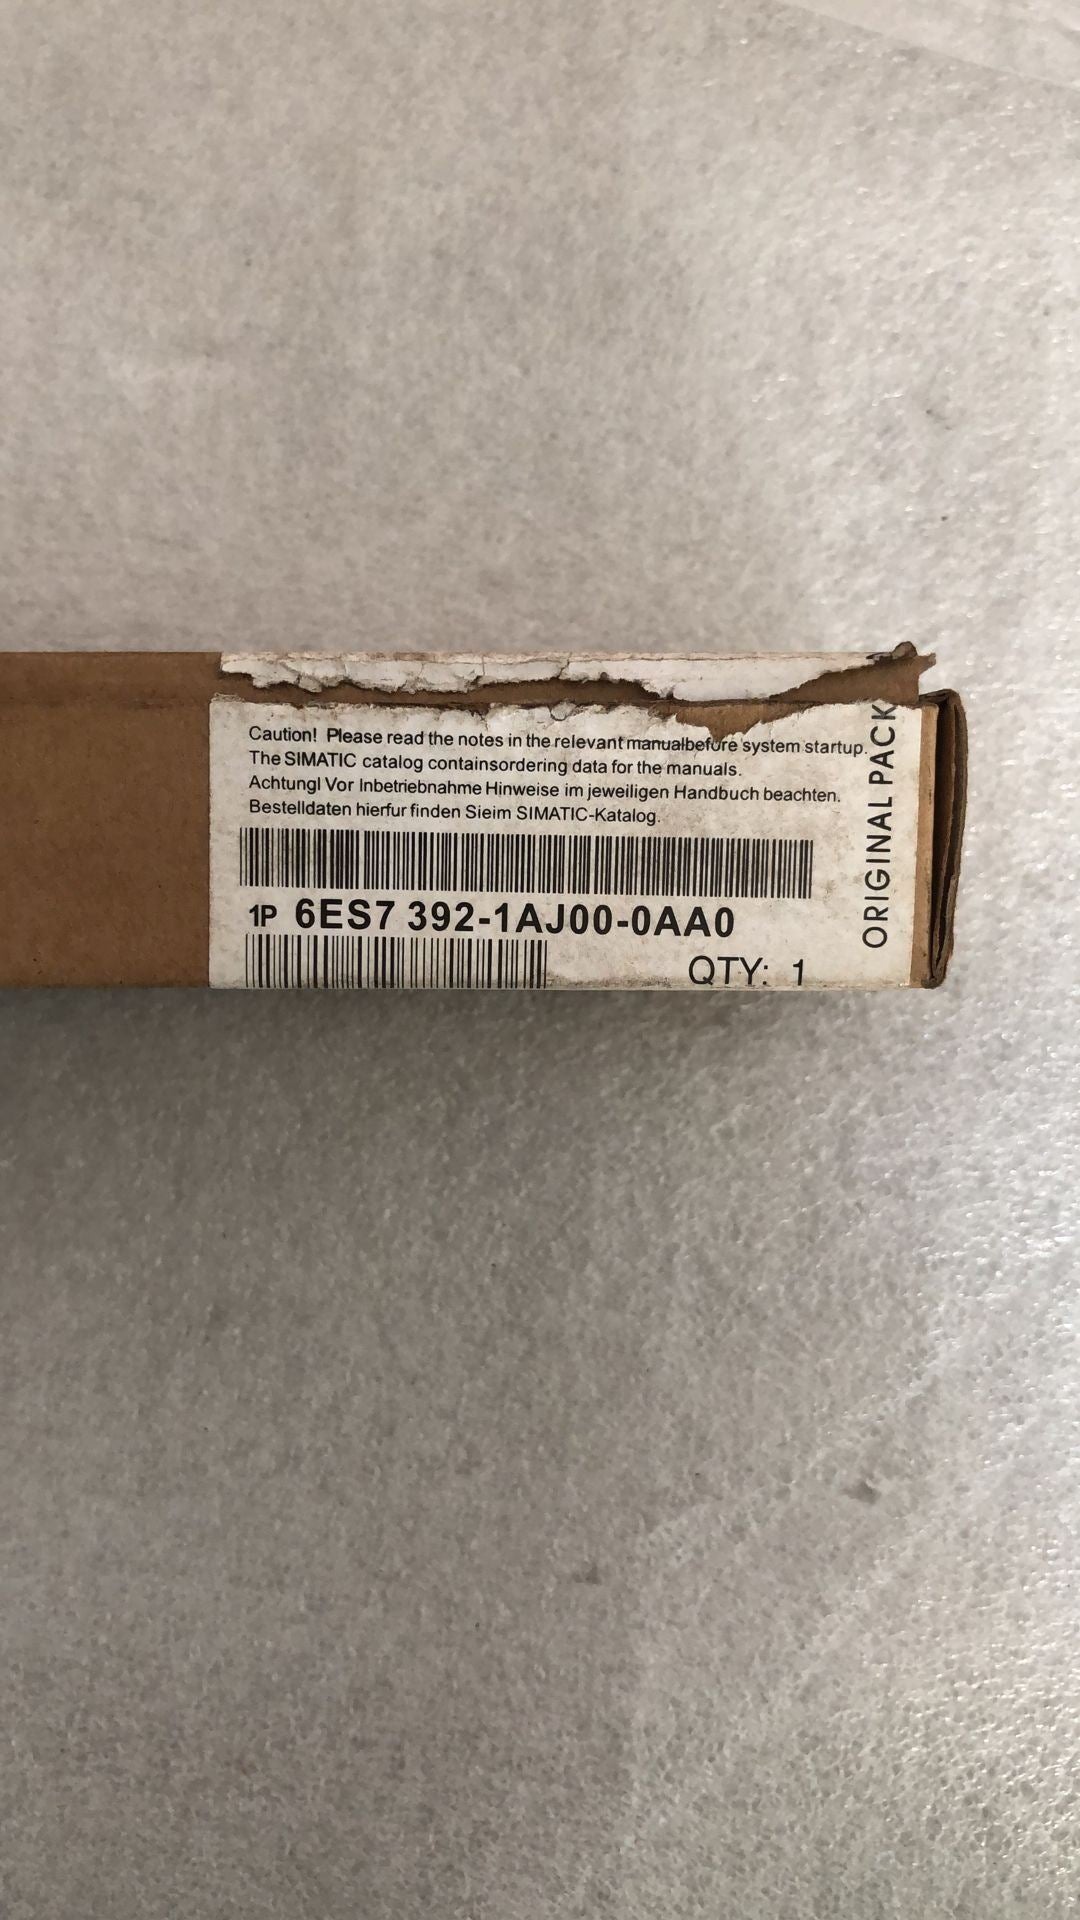 Caution! Please read the notes in the relevant manualbefore system startup.
The SIMATIC catalog containsordering data for the manuals.
Achtungl Vor Inbetriebnahme Hinweise im jeweiligen Handbuch beachten.
Bestelldaten hierfur finden Sieim SIMATIC-Katalog.
1P 6ES7 392-1AJ00-0AA0
QTY: 1
ORIGINAL PACK